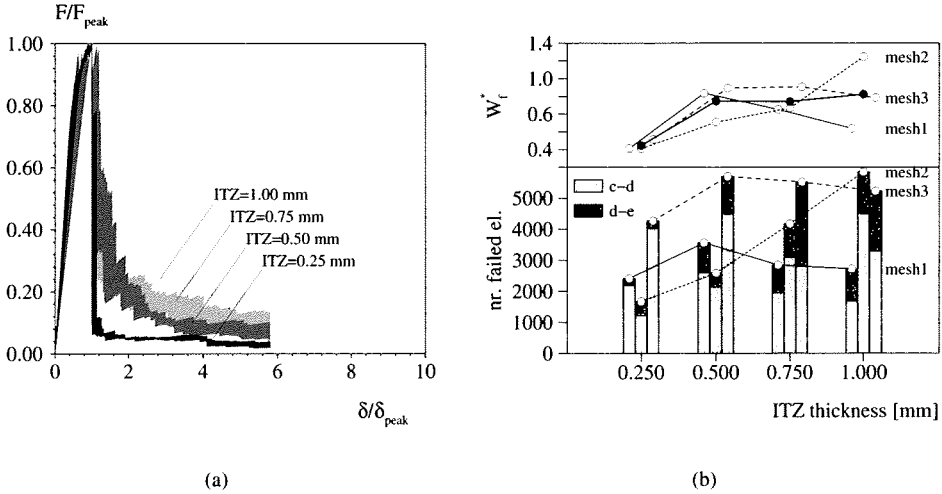 F/F_peak
1.00
0.80
0.60
0.40
0.20
0.00
ITZ=1.00 mm
ITZ=0.75 mm
ITZ=0.50 mm
ITZ=0.25 mm
0 2 4 6 8 10
δ/δ_peak
(a)
W_f^*
1.4
1.0
0.6
0.4
mesh2
mesh3
mesh1
nr. failed el.
5000
4000
3000
2000
1000
0
c-d
d-e
mesh2
mesh3
mesh1
0.250 0.500 0.750 1.000
ITZ thickness [mm]
(b)